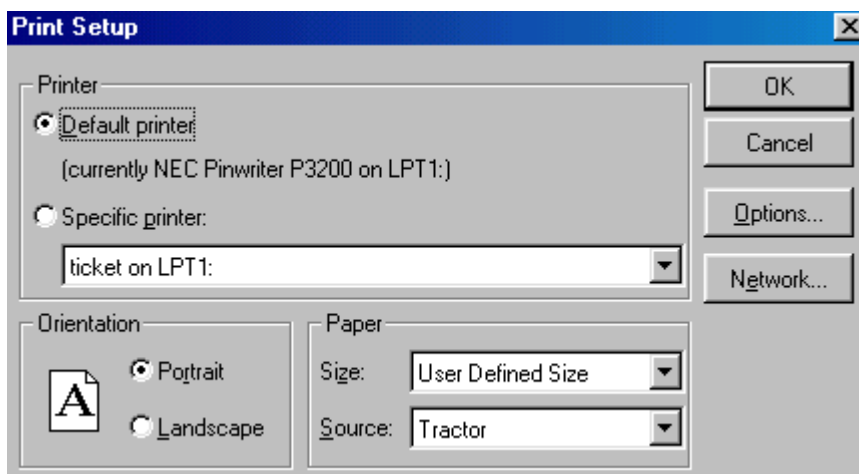 Print Setup
Printer
Default printer
(currently NEC Pinwriter P3200 on LPT1:)
Specific printer:
ticket on LPT1:
OK
Cancel
Options...
Network...
Orientation
A
Portrait
Landscape
Paper
Size: User Defined Size
Source: Tractor